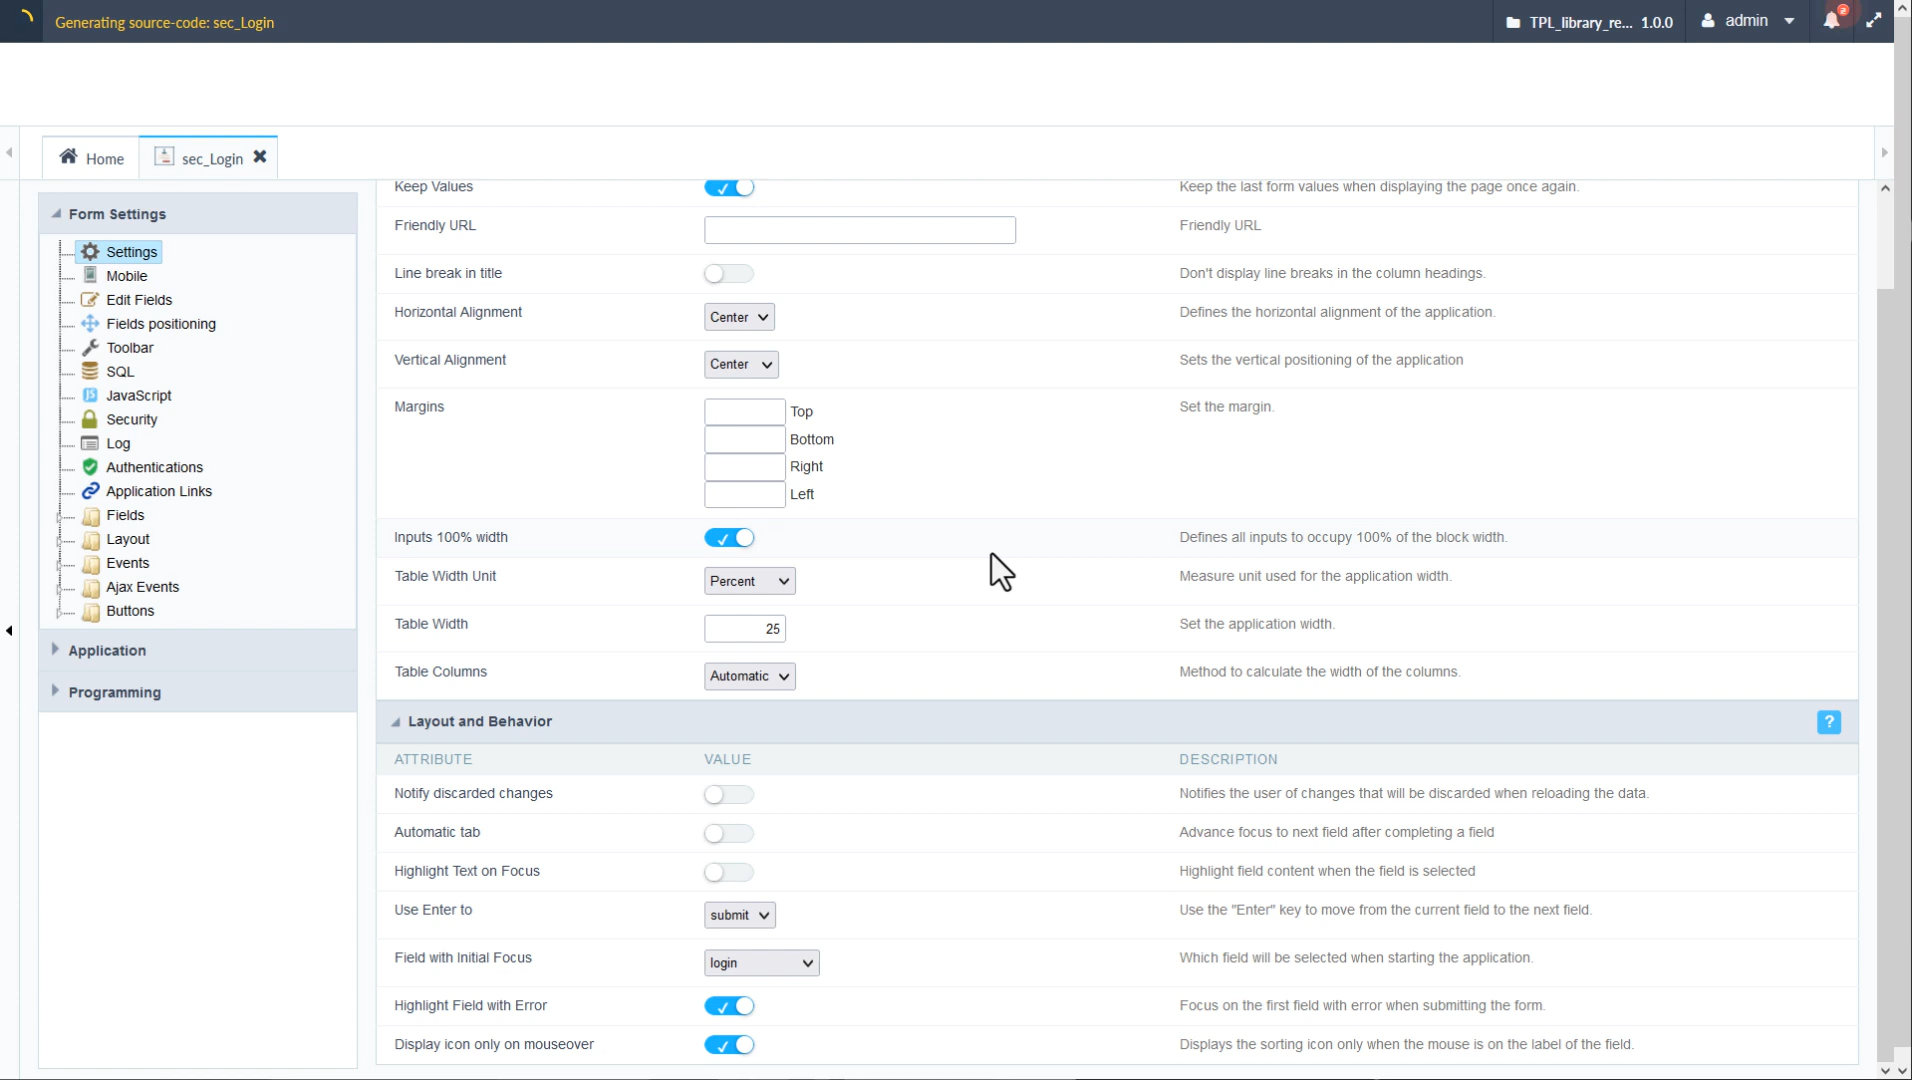 Generating source-code: sec_Login
TPL_library_re... 1.0.0
admin
2
Home
sec_Login
Form Settings
Settings
Mobile
Edit Fields
Fields positioning
Toolbar
SQL
JavaScript
Security
Log
Authentications
Application Links
Fields
Layout
Events
Ajax Events
Buttons
Application
Programming
Keep Values Keep the last form values when displaying the page once again.
Friendly URL Friendly URL
Line break in title Don't display line breaks in the column headings.
Horizontal Alignment Center Defines the horizontal alignment of the application.
Vertical Alignment Center Sets the vertical positioning of the application
Margins Top Set the margin.
Bottom
Right
Left
Inputs 100% width Defines all inputs to occupy 100% of the block width.
Table Width Unit Percent Measure unit used for the application width.
Table Width 25 Set the application width.
Table Columns Automatic Method to calculate the width of the columns.
Layout and Behavior ?
ATTRIBUTE VALUE DESCRIPTION
Notify discarded changes Notifies the user of changes that will be discarded when reloading the data.
Automatic tab Advance focus to next field after completing a field
Highlight Text on Focus Highlight field content when the field is selected
Use Enter to submit Use the "Enter" key to move from the current field to the next field.
Field with Initial Focus login Which field will be selected when starting the application.
Highlight Field with Error Focus on the first field with error when submitting the form.
Display icon only on mouseover Displays the sorting icon only when the mouse is on the label of the field.